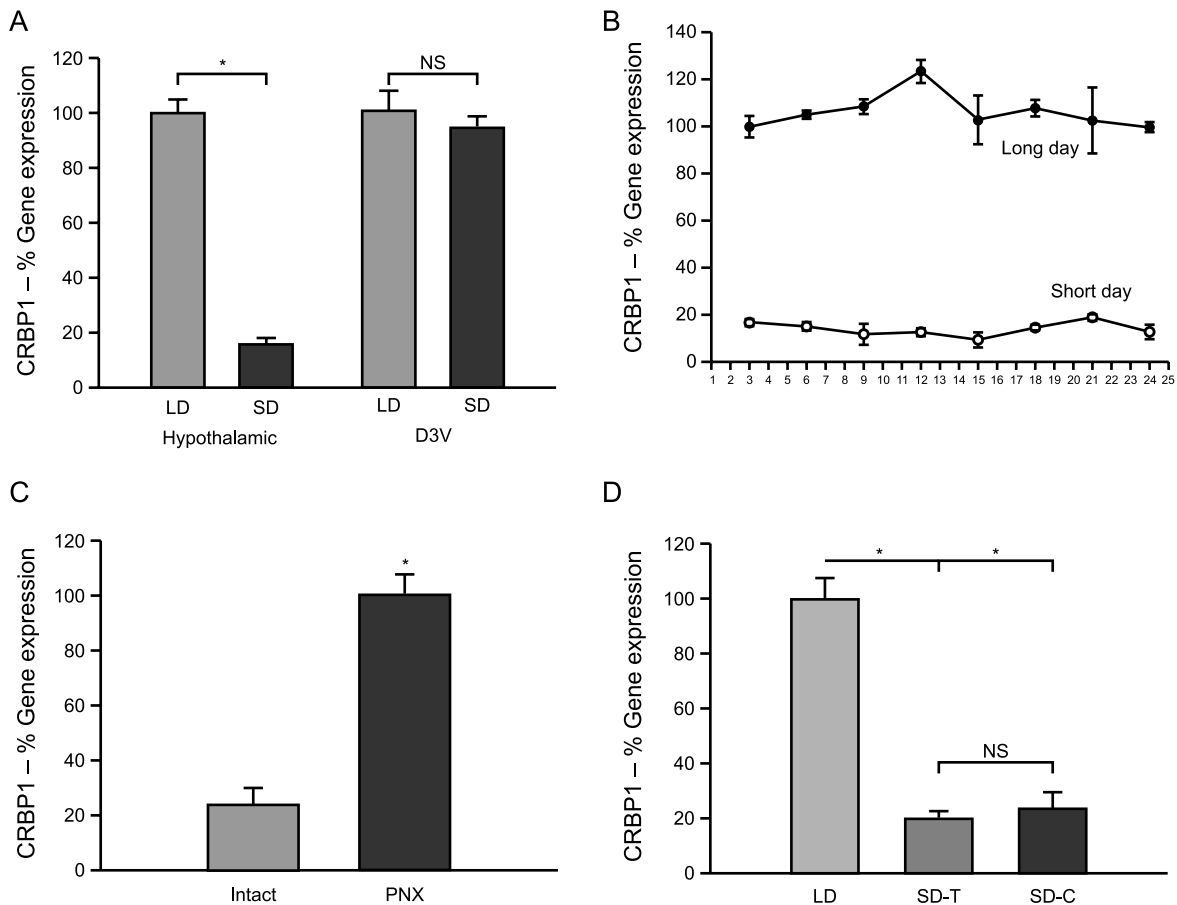 A
CRBP1 – % Gene expression
120
100
80
60
40
20
0
*
NS
LD
SD
LD
SD
Hypothalamic
D3V
B
CRBP1 – % Gene expression
140
120
100
80
60
40
20
0
Long day
Short day
1 2 3 4 5 6 7 8 9 10 11 12 13 14 15 16 17 18 19 20 21 22 23 24 25
C
CRBP1 – % Gene expression
120
100
80
60
40
20
0
*
Intact
PNX
D
CRBP1 – % Gene expression
120
100
80
60
40
20
0
*
*
NS
LD
SD-T
SD-C